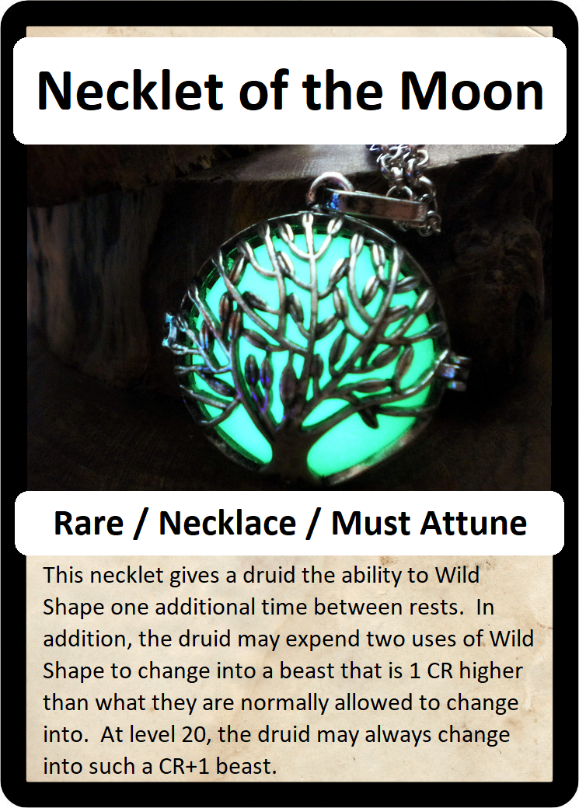 Necklet of the Moon
Rare / Necklace / Must Attune
This necklet gives a druid the ability to Wild
Shape one additional time between rests.  In
addition, the druid may expend two uses of Wild
Shape to change into a beast that is 1 CR higher
than what they are normally allowed to change
into.  At level 20, the druid may always change
into such a CR+1 beast.